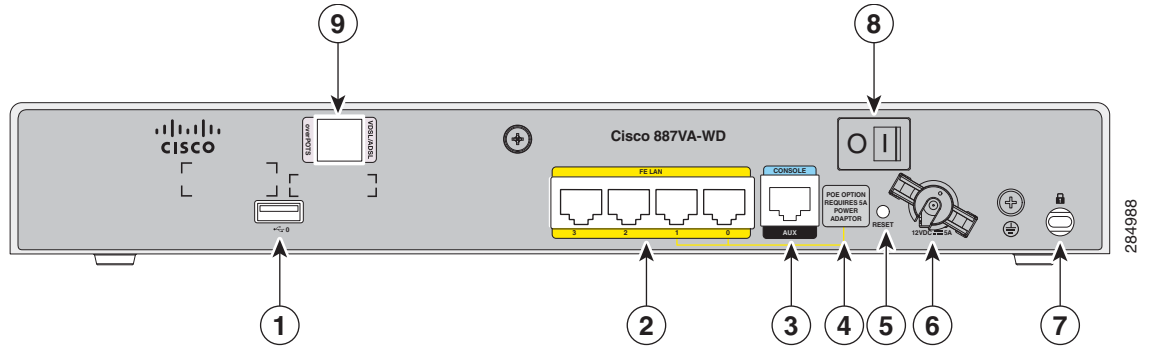 9
8
CISCO
overPOTS
VDSL/ADSL
Cisco 887VA-WD
O I
FE LAN
CONSOLE
POE OPTION
REQUIRES 5A
POWER
ADAPTOR
0
3 2 1 0
AUX
RESET
12VDC 5A
284988
1
2
3
4
5
6
7